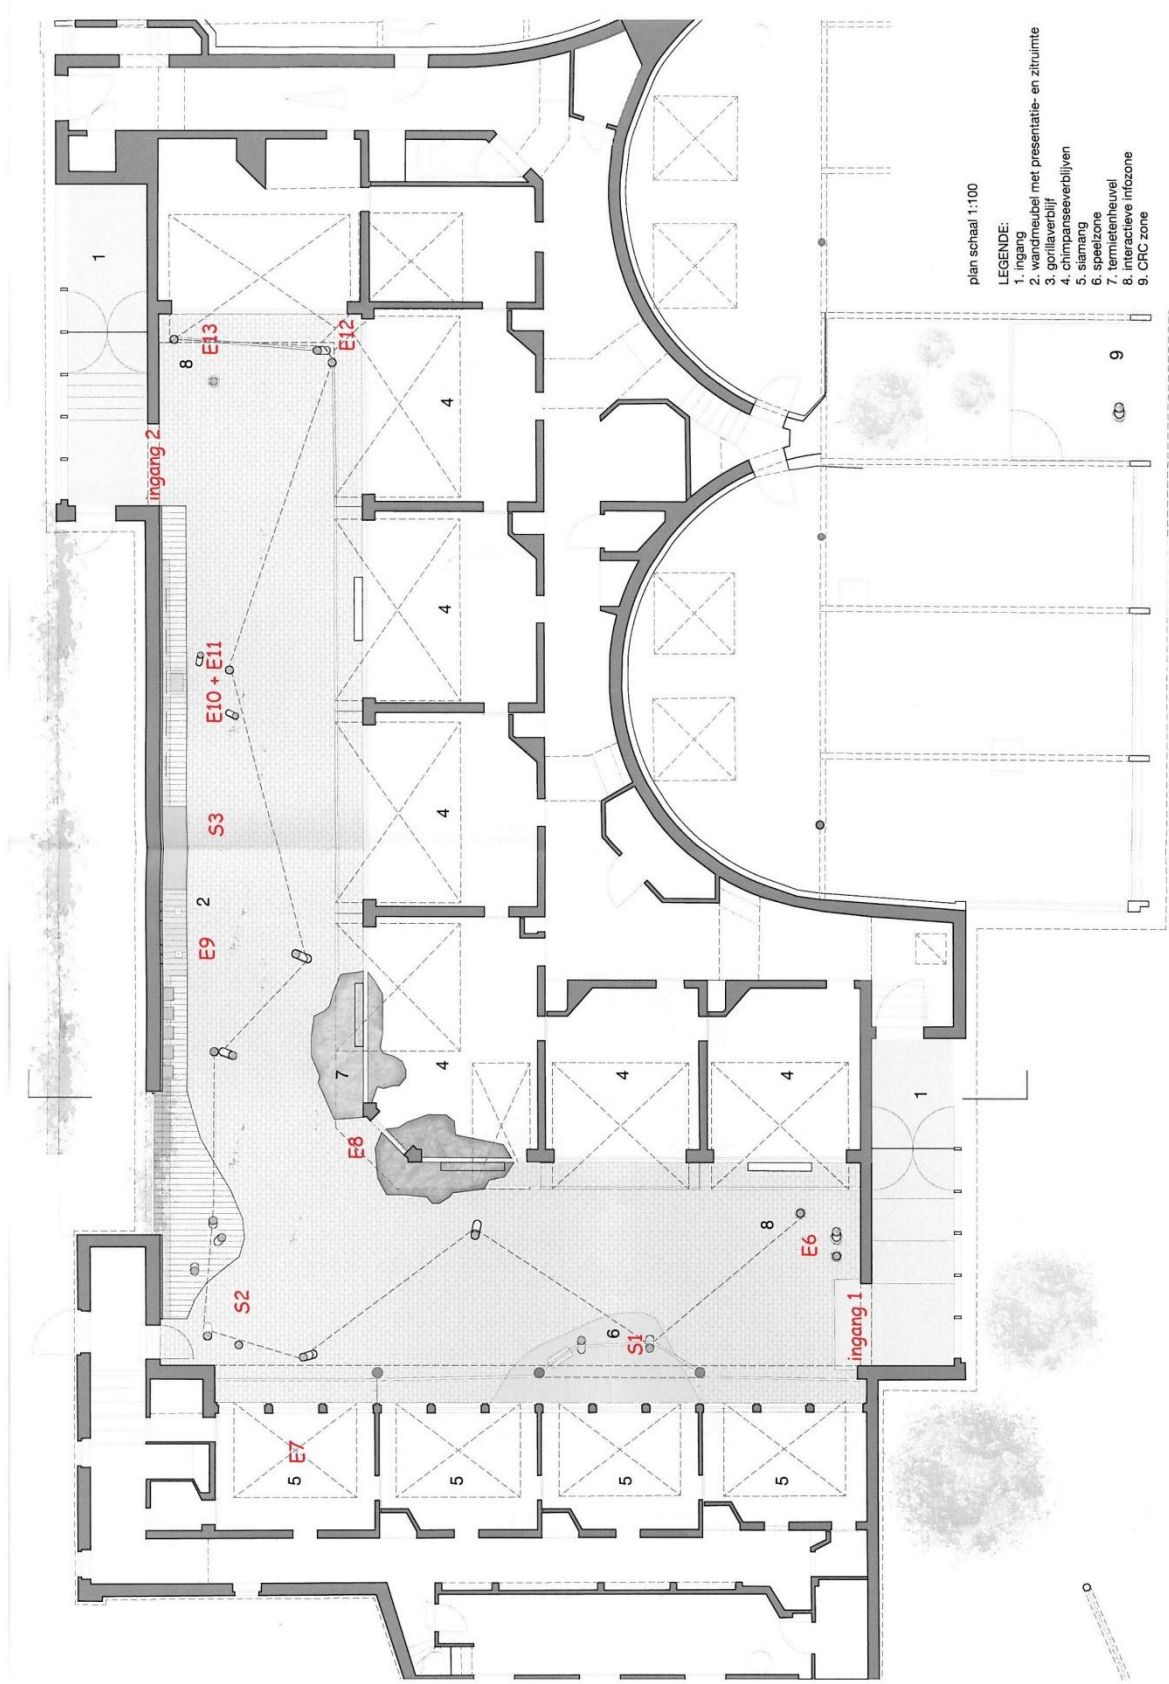 plan schaal 1:100
LEGENDE:
1. ingang
2. wandmeubel met presentatie- en zitruimte
3. gorillaverblijf
4. chimpanseeverblijven
5. siamang
6. speelzone
7. termietenheuvel
8. interactieve infozone
9. CRC zone
1
ingang 2
8
E13
E12
4
E10 + E11
4
S3
4
2
E9
7
4
E8
4
4
1
S2
8
E6
6
S1
ingang 1
E7
5
5
5
5
9